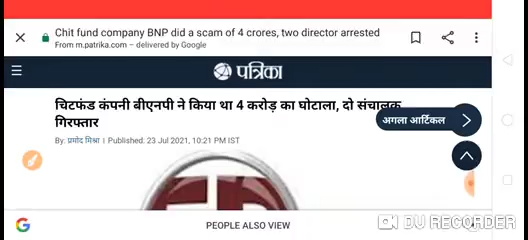 Chit fund company BNP did a scam of 4 crores, two director arrested
From m.patrika.com – delivered by Google
पत्रिका
चिटफंड कंपनी बीएनपी ने किया था 4 करोड़ का घोटाला, दो संचालक
गिरफ्तार
अगला आर्टिकल
By: प्रमोद मिश्रा | Published: 23 Jul 2021, 10:21 PM IST
PEOPLE ALSO VIEW
DU RECORDER